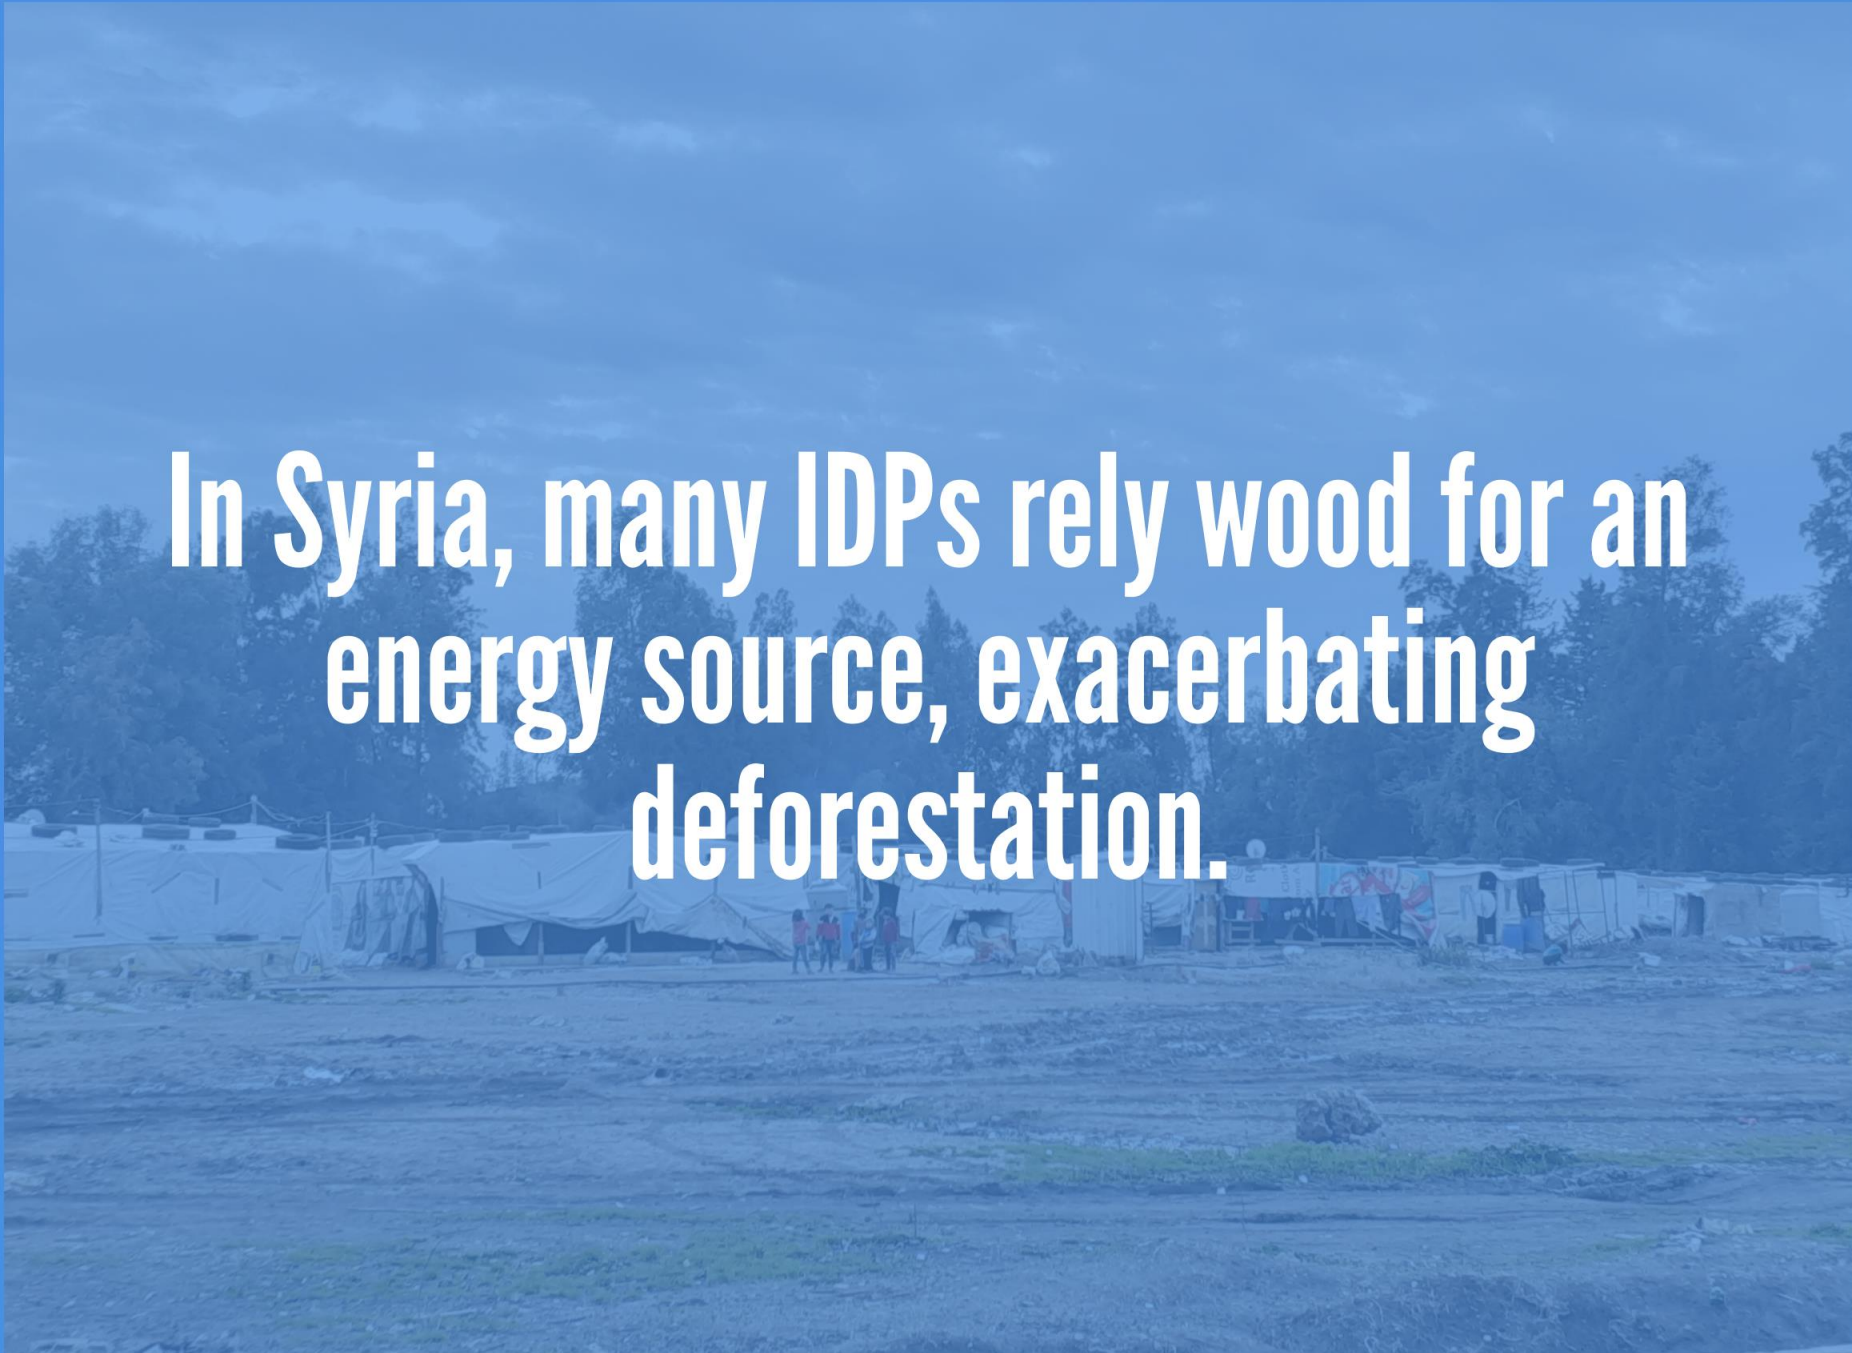 In Syria, many IDPs rely wood for an
energy source, exacerbating
deforestation.